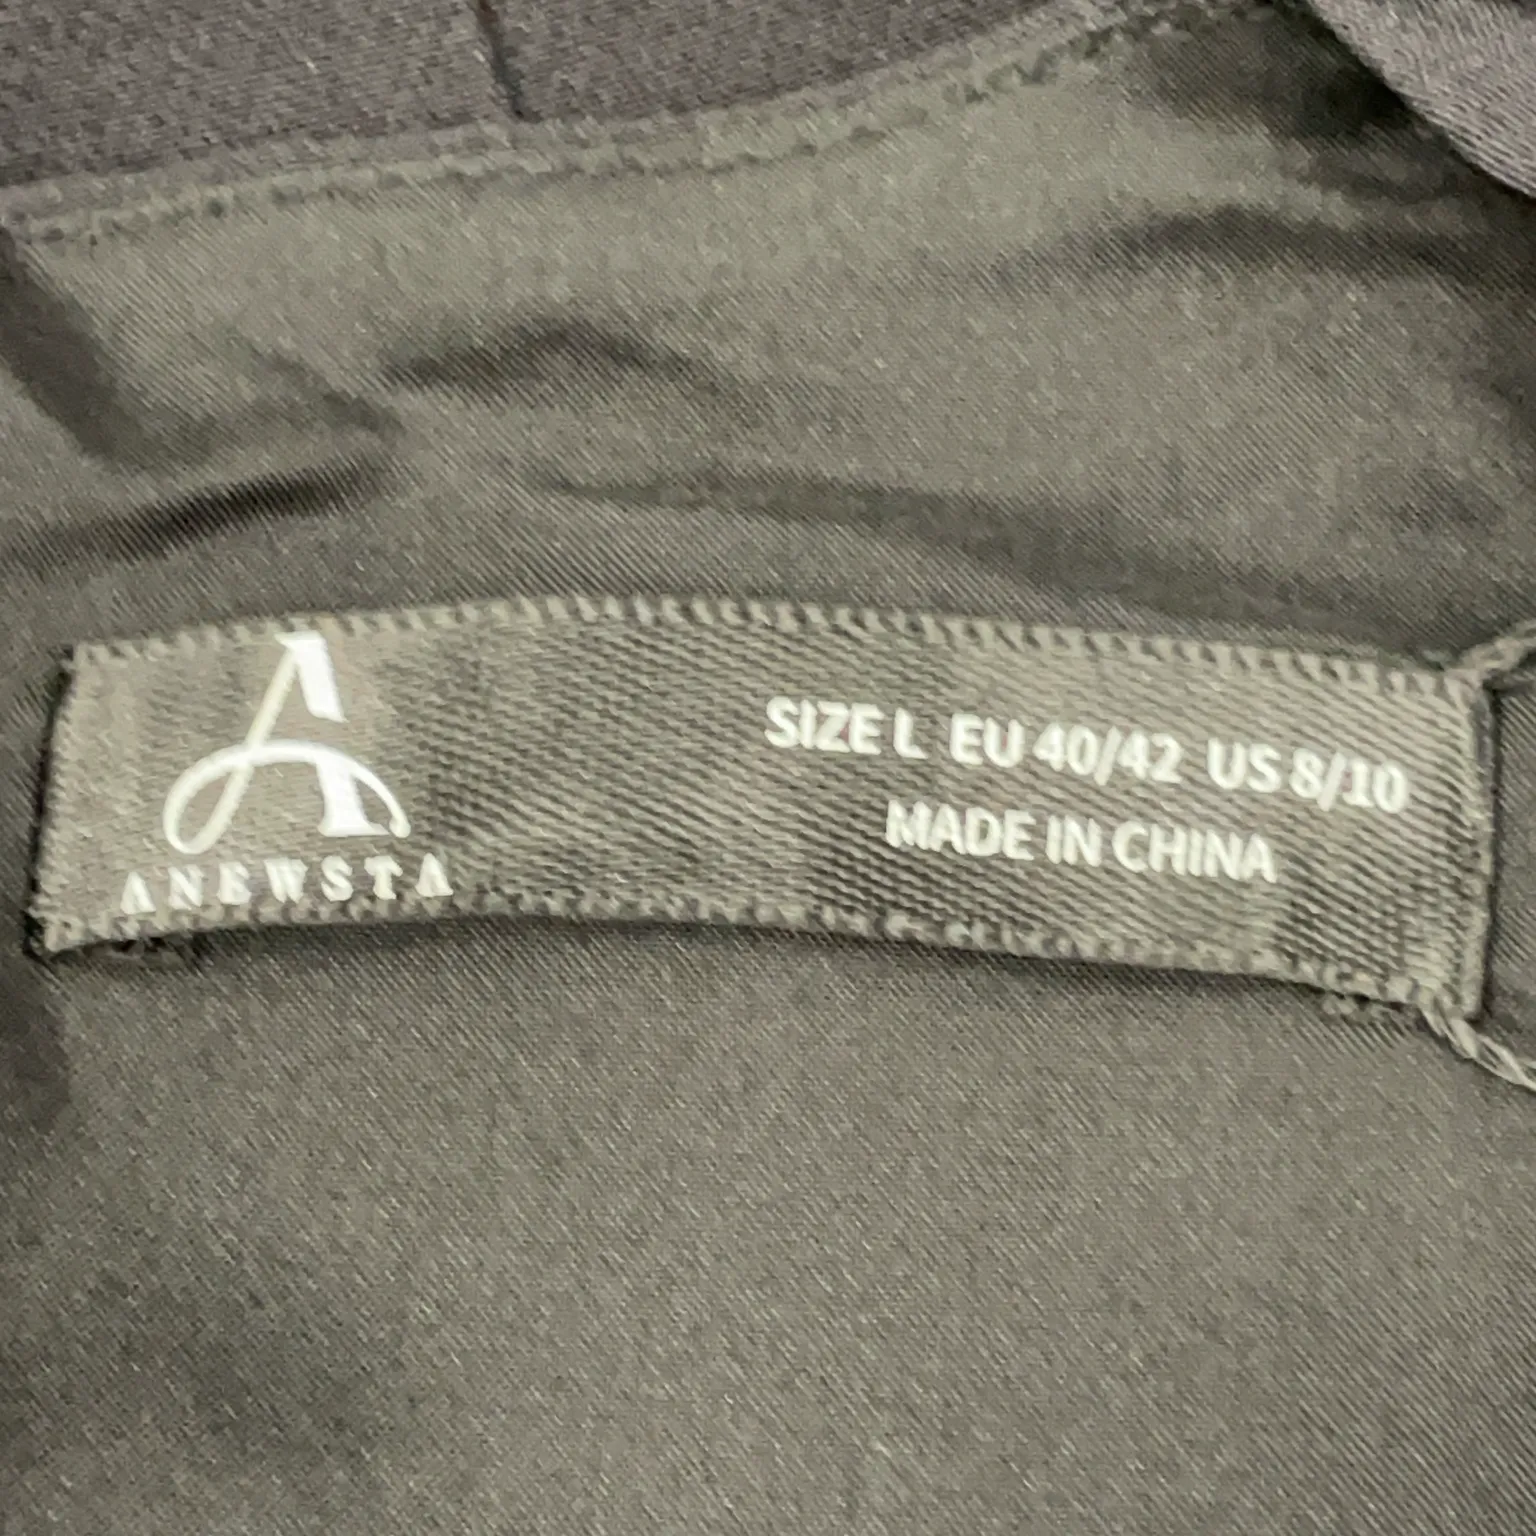 A
ANEWSTA
SIZE L EU 40/42 US 8/10
MADE IN CHINA